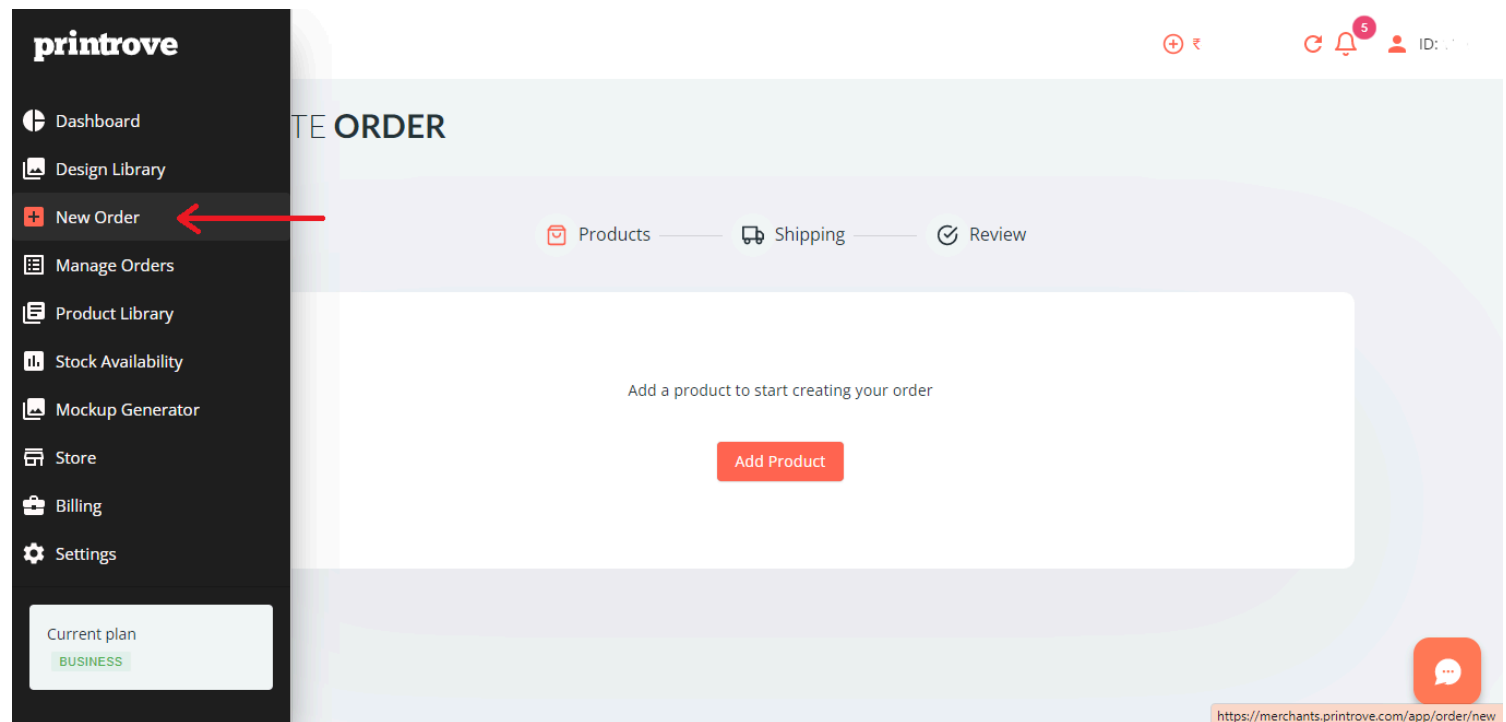 printrove
₹
5
ID:
Dashboard
Design Library
New Order
Manage Orders
Product Library
Stock Availability
Mockup Generator
Store
Billing
Settings
Current plan
BUSINESS
TE ORDER
Products
Shipping
Review
Add a product to start creating your order
Add Product
https://merchants.printrove.com/app/order/new